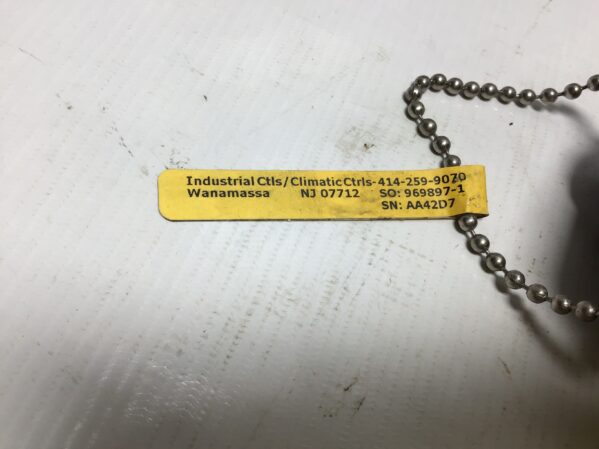 Industrial Ctls/Climatic Ctrls-414-259-9070
Wanamassa NJ 07712 SO: 969897-1
SN: AA42D7